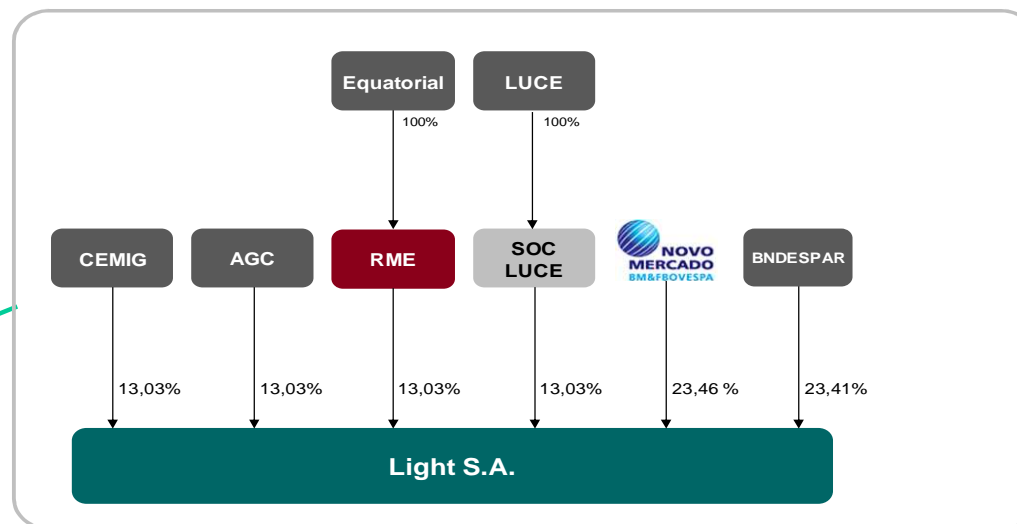 Equatorial
LUCE
100%
100%
CEMIG
AGC
RME
SOC
LUCE
NOVO
MERCADO
BM&FBOVESPA
BNDESPAR
13,03%
13,03%
13,03%
13,03%
23,46 %
23,41%
Light S.A.